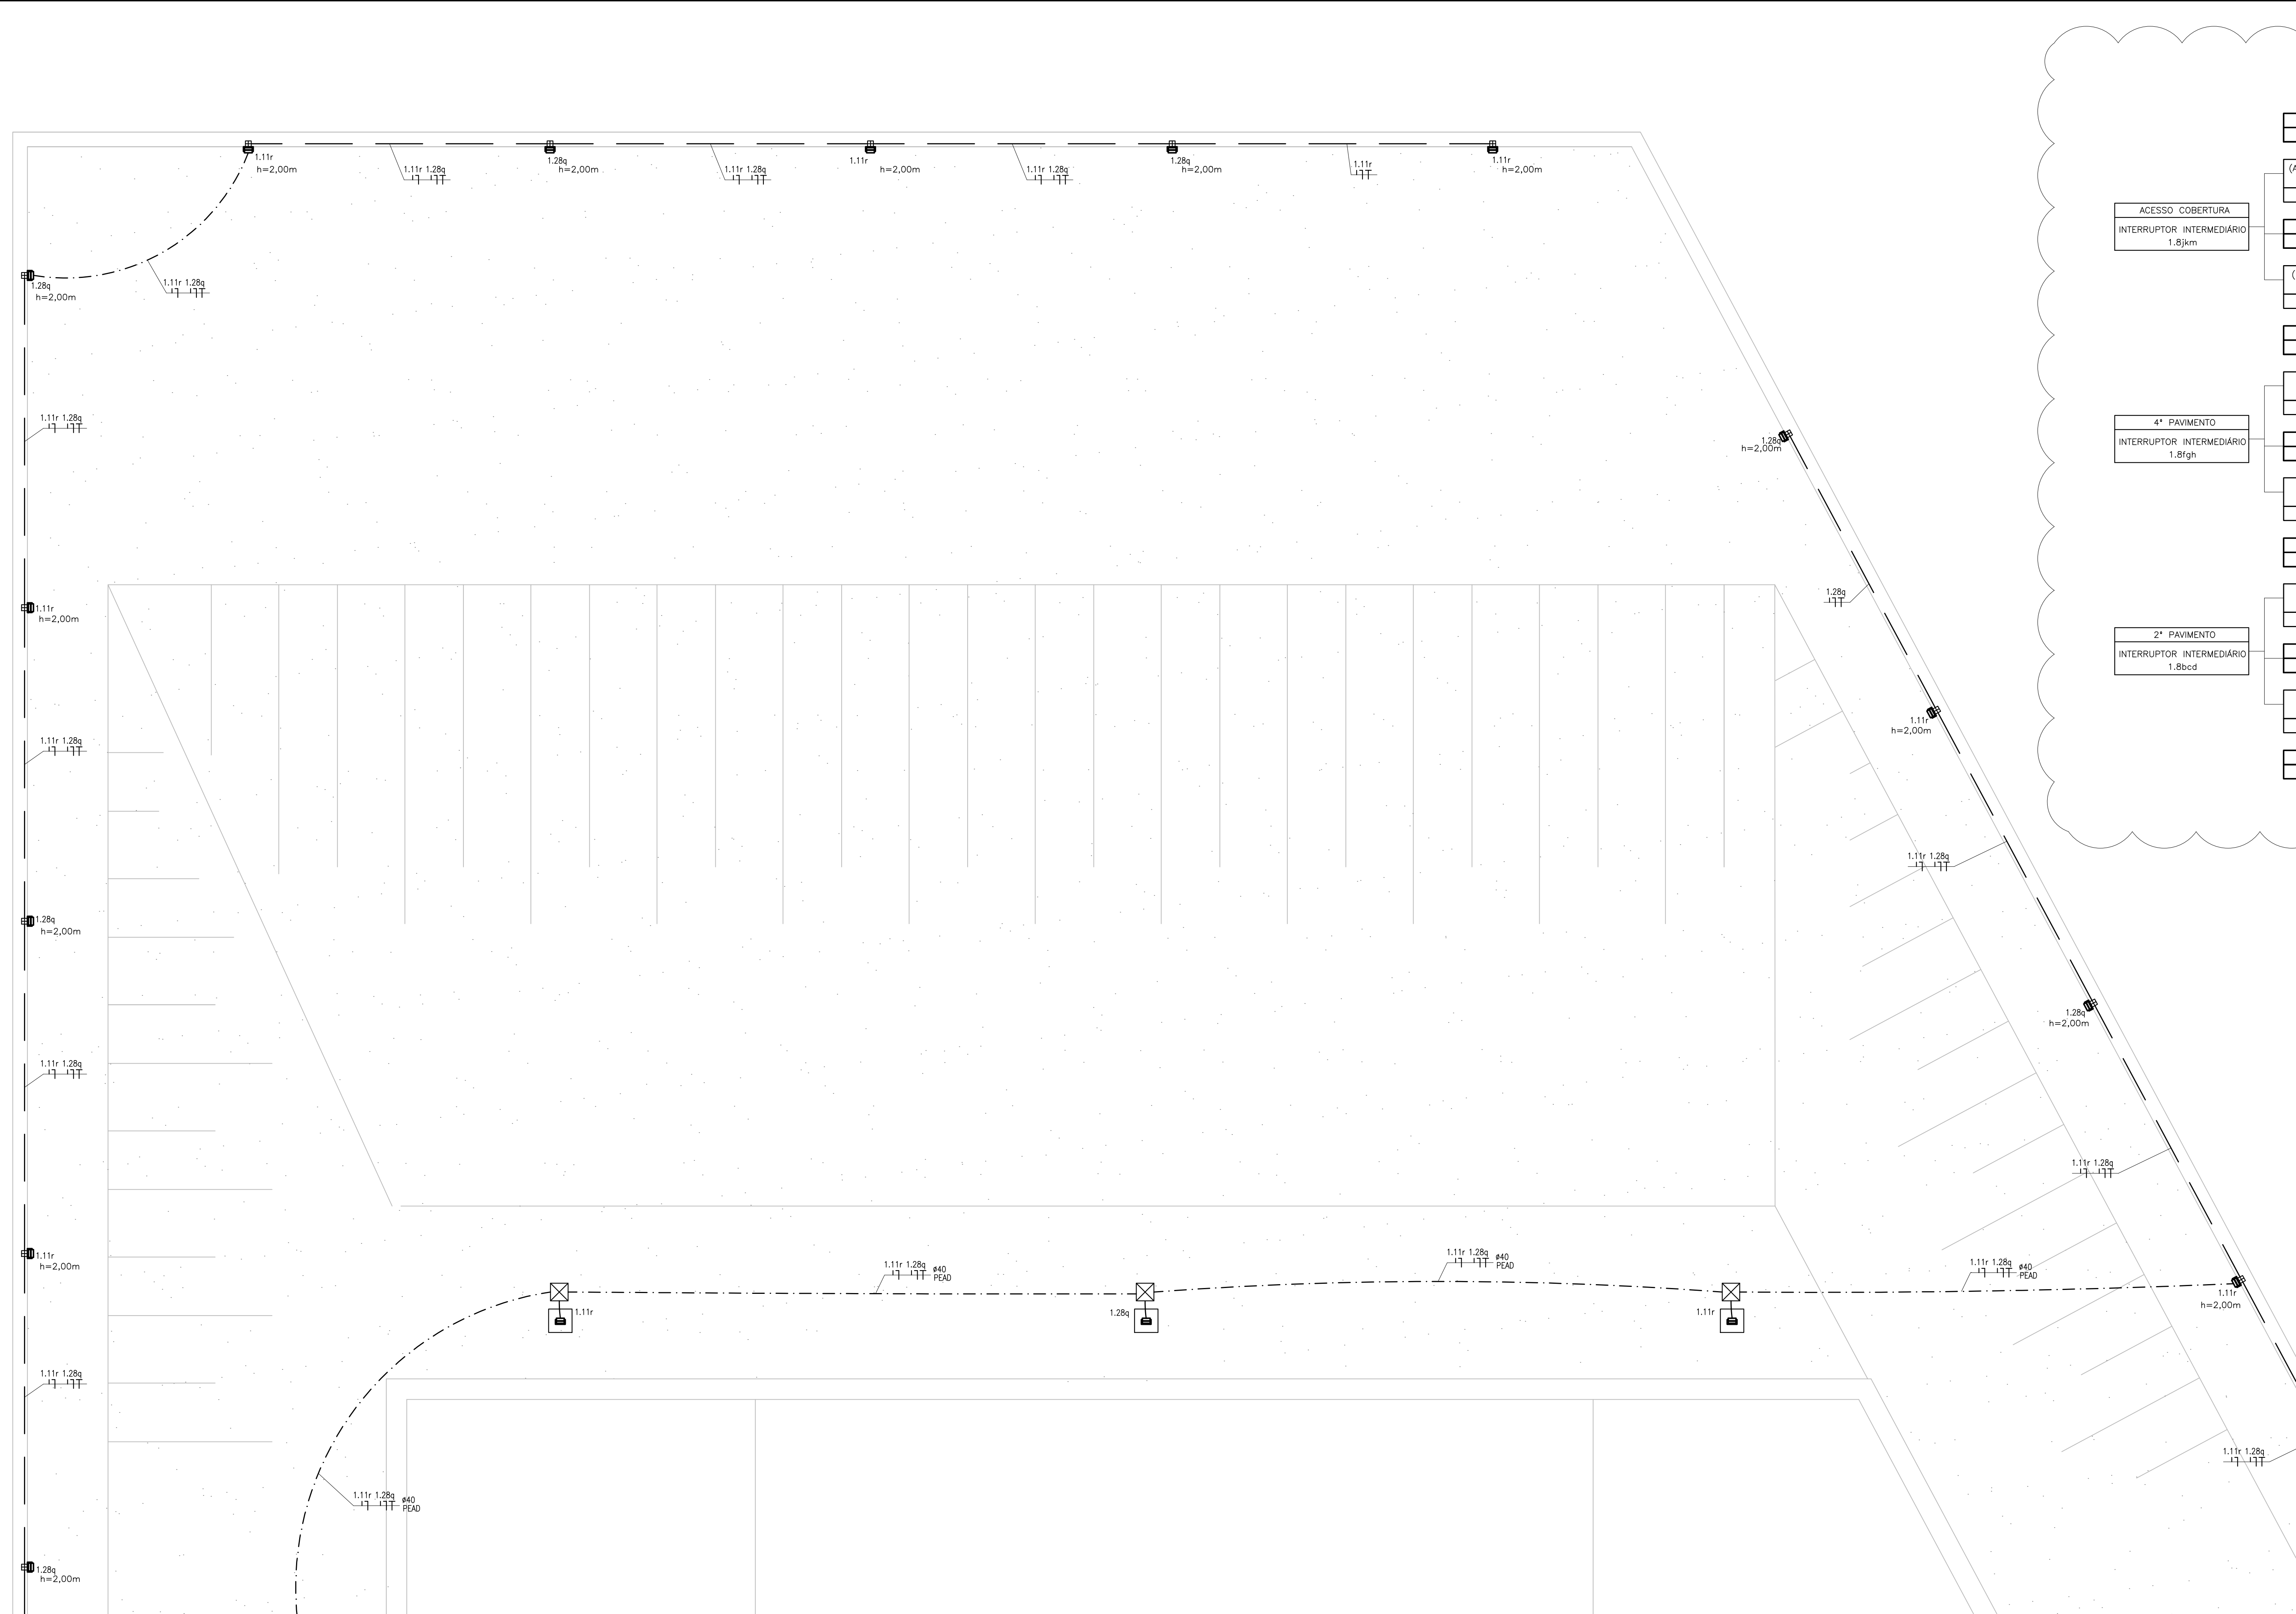 1.11r
h=2,00m
1.11r 1.28q
1.28q
h=2,00m
1.11r 1.28q
1.11r
h=2,00m
1.11r 1.28q
1.28q
h=2,00m
1.11r
1.11r
h=2,00m
(A
ACESSO COBERTURA
INTERRUPTOR INTERMEDIÁRIO
1.8jkm
(
1.28q
h=2,00m
1.11r 1.28q
1.11r 1.28q
1.28q
h=2,00m
4° PAVIMENTO
INTERRUPTOR INTERMEDIÁRIO
1.8fgh
1.11r
h=2,00m
1.28q
2° PAVIMENTO
INTERRUPTOR INTERMEDIÁRIO
1.8bcd
1.11r 1.28q
1.11r
h=2,00m
1.11r 1.28q
1.28q
h=2,00m
1.28q
h=2,00m
1.11r 1.28q
1.11r 1.28q
1.11r
h=2,00m
1.11r 1.28q ø40
PEAD
1.11r 1.28q ø40
PEAD
1.11r 1.28q ø40
PEAD
1.11r
1.28q
1.11r
1.11r
h=2,00m
1.11r 1.28q
1.11r 1.28q
1.11r 1.28q ø40
PEAD
1.28q
h=2,00m